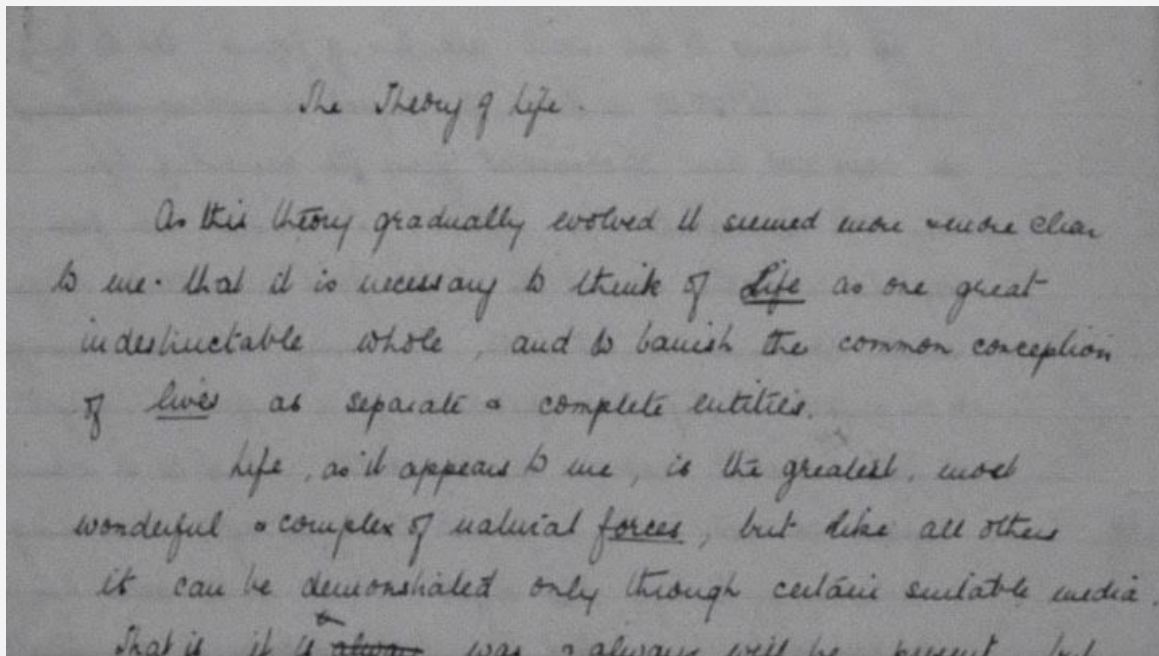 The Theory of Life.
As this theory gradually evolved it seemed more & more clear
to me. that it is necessary to think of Life as one great
indestructable whole, and to banish the common conception
of lives as separate & complete entities.
Life, as it appears to me, is the greatest, most
wonderful & complex of natural forces, but like all others
it can be demonstrated only through certain suitable media.
That is it is alway was & always will be present, but